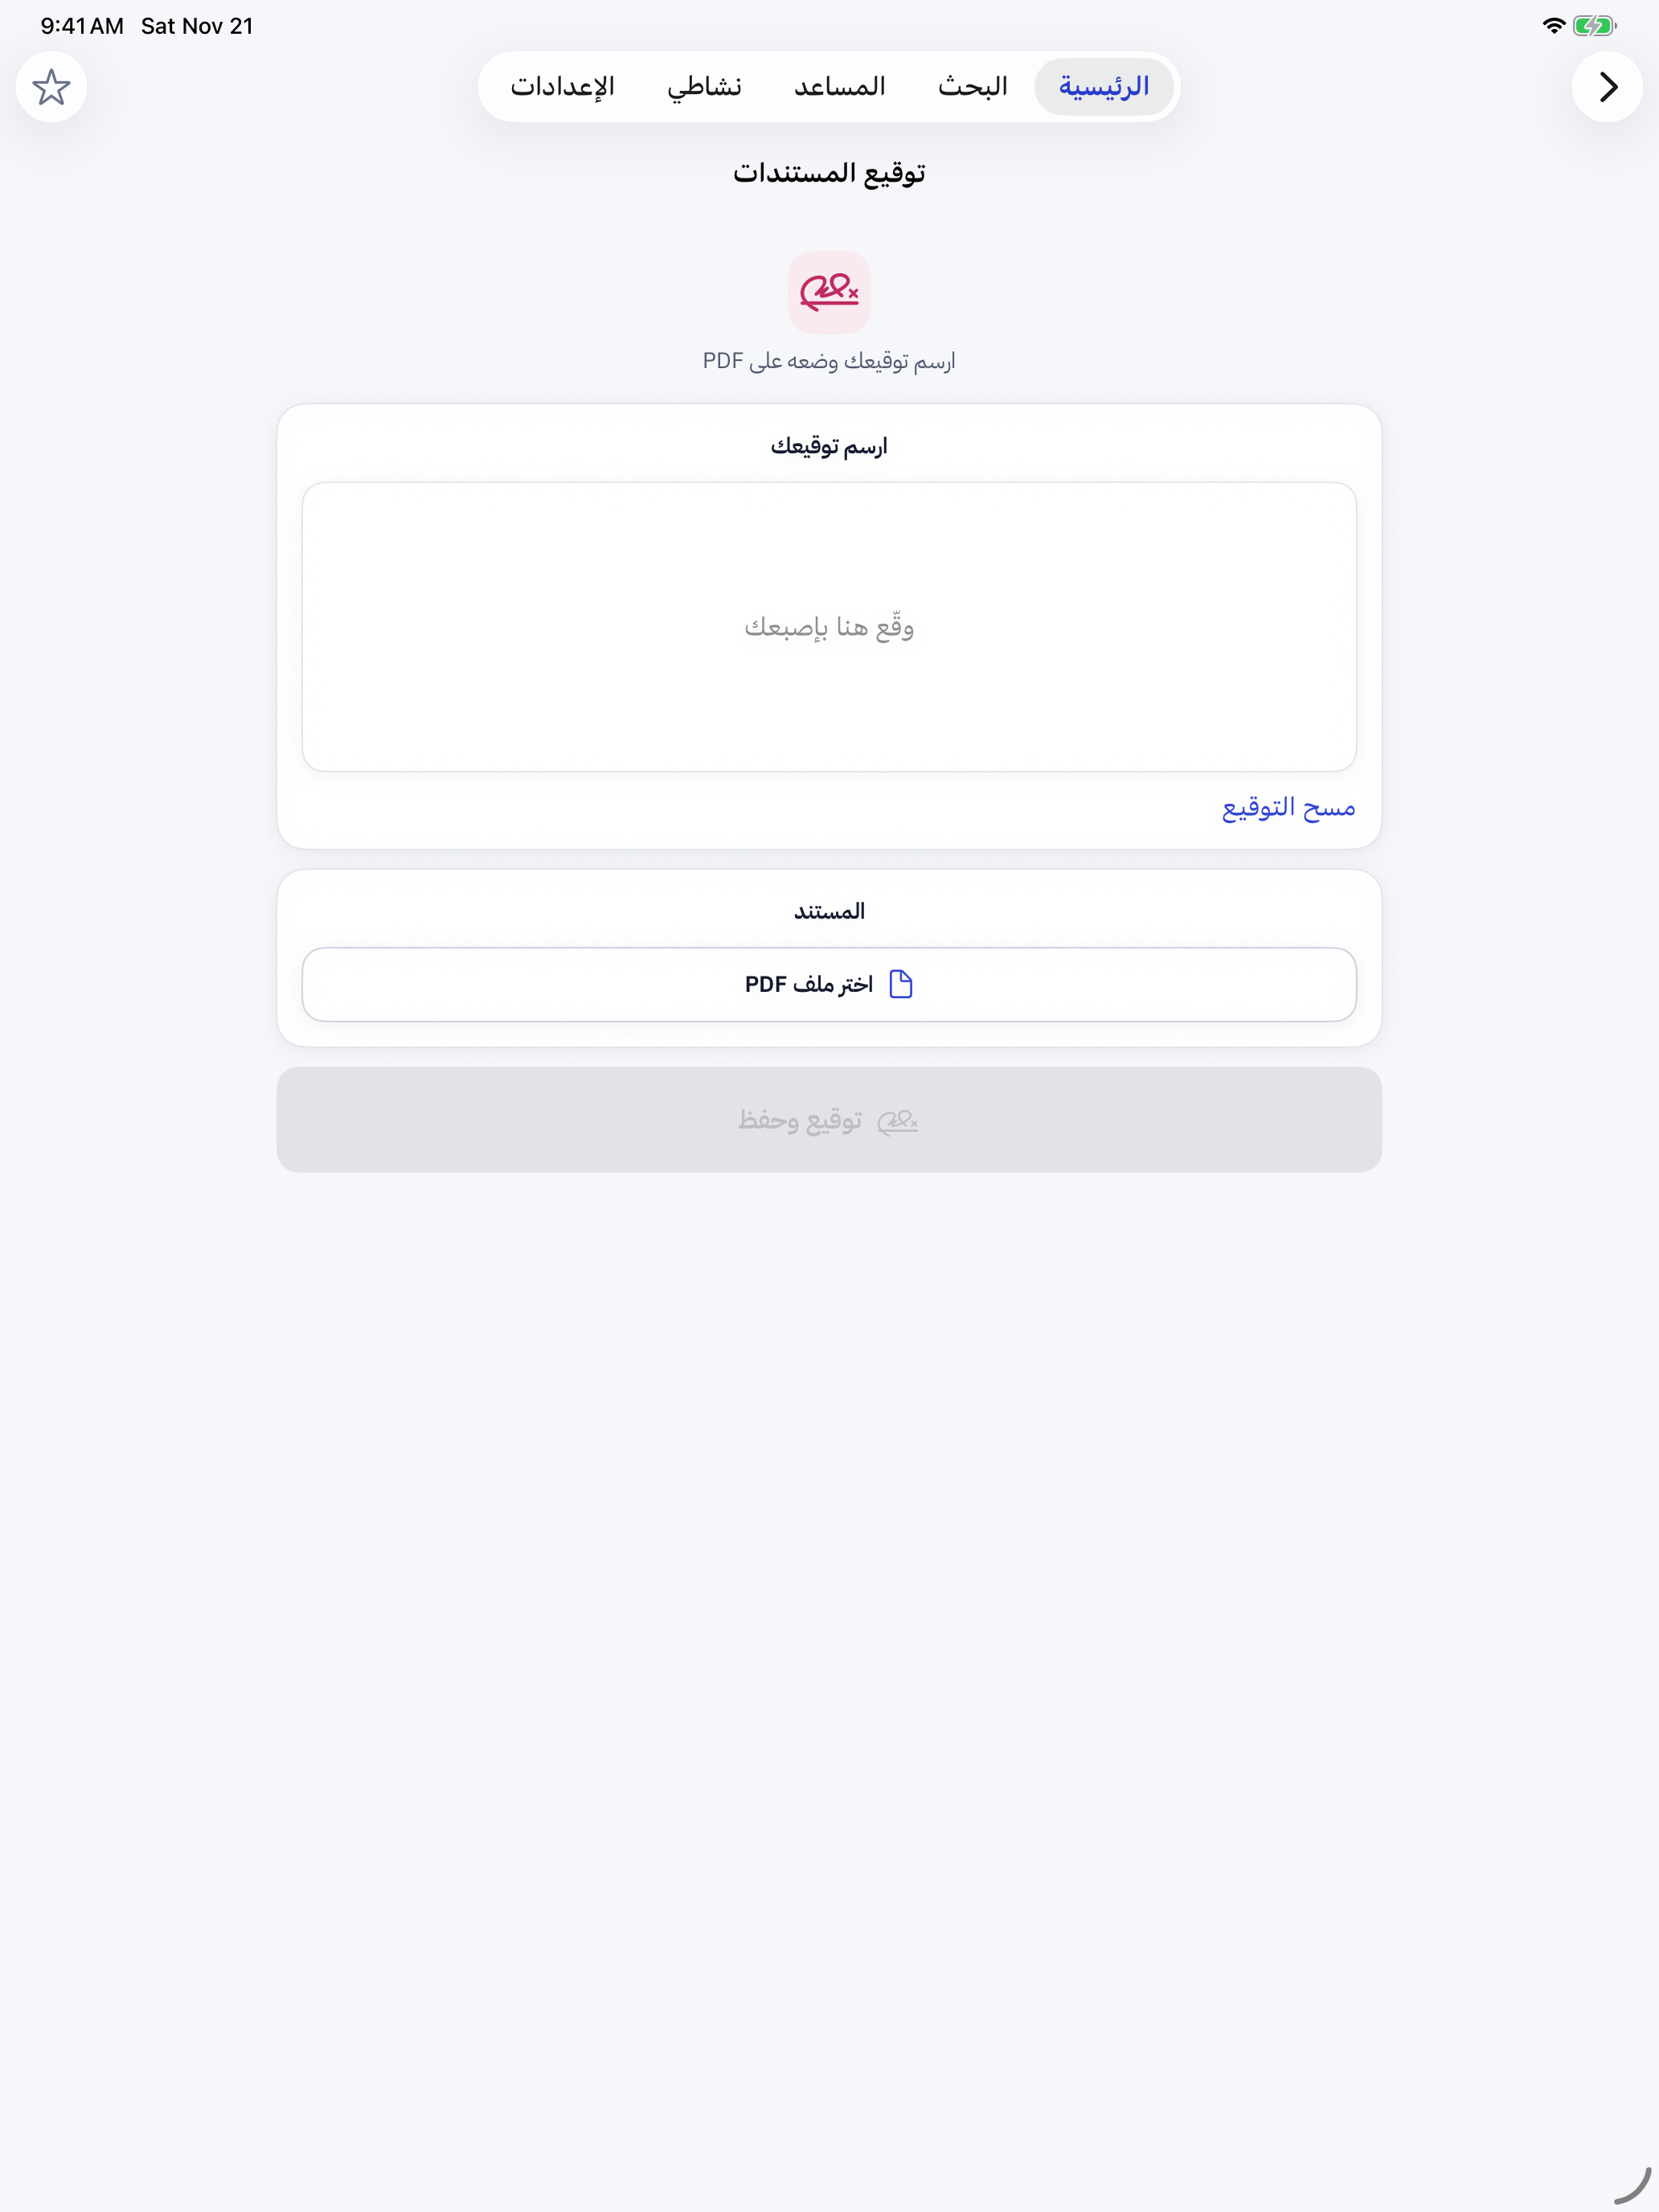 9:41 AM Sat Nov 21
الرئيسية البحث المساعد نشاطي الإعدادات
توقيع المستندات
ارسم توقيعك وضعه على PDF
ارسم توقيعك
وقّع هنا بإصبعك
مسح التوقيع
المستند
اختر ملف PDF
توقيع وحفظ